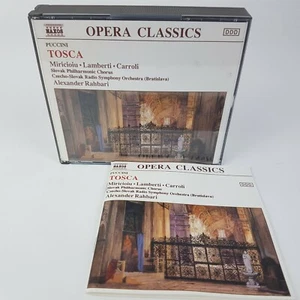 NAXOS
OPERA CLASSICS
DDD
PUCCINI
TOSCA
Miricioiu • Lamberti • Carroli
Slovak Philharmonic Chorus
Czecho-Slovak Radio Symphony Orchestra (Bratislava)
Alexander Rahbari
NAXOS
OPERA CLASSICS
PUCCINI
TOSCA
Miricioiu • Lamberti • Carroli
Slovak Philharmonic Chorus
Czecho-Slovak Radio Symphony Orchestra (Bratislava)
Alexander Rahbari